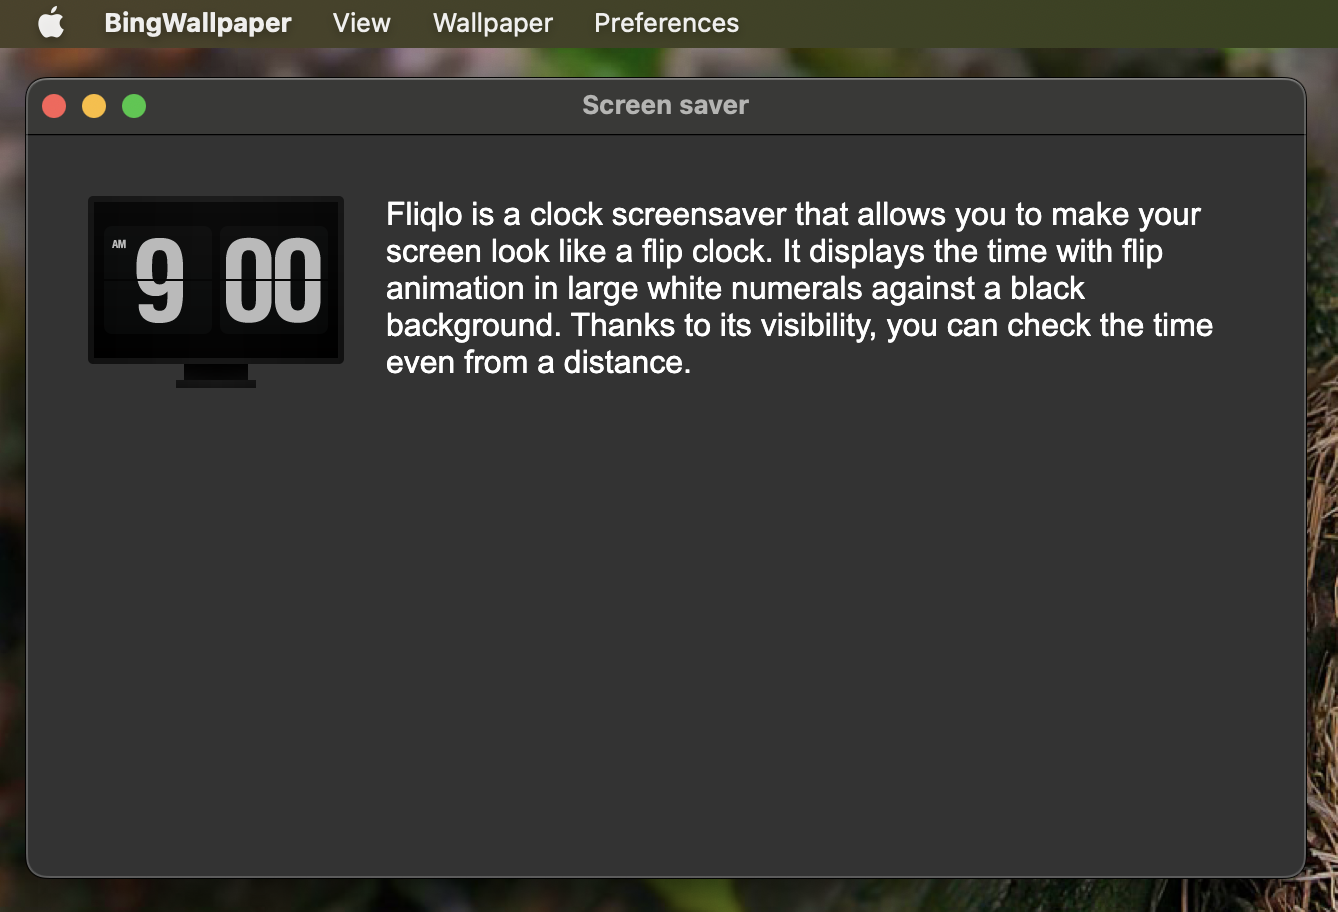 BingWallpaper View Wallpaper Preferences
Screen saver
AM 9 00
Fliqlo is a clock screensaver that allows you to make your
screen look like a flip clock. It displays the time with flip
animation in large white numerals against a black
background. Thanks to its visibility, you can check the time
even from a distance.